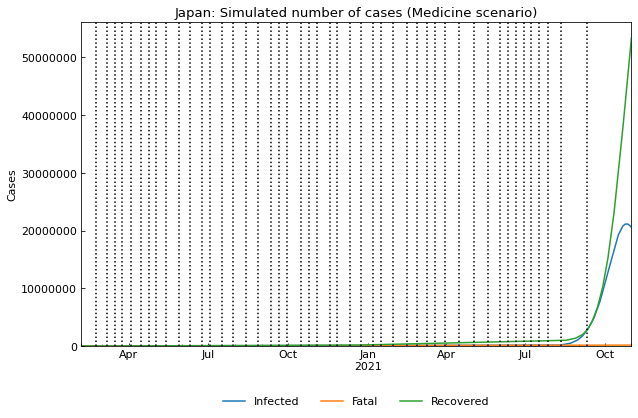 Japan: Simulated number of cases (Medicine scenario)
50000000
40000000
30000000
20000000
10000000
0
Cases
Apr Jul Oct Jan Apr Jul Oct
2021
Infected Fatal Recovered